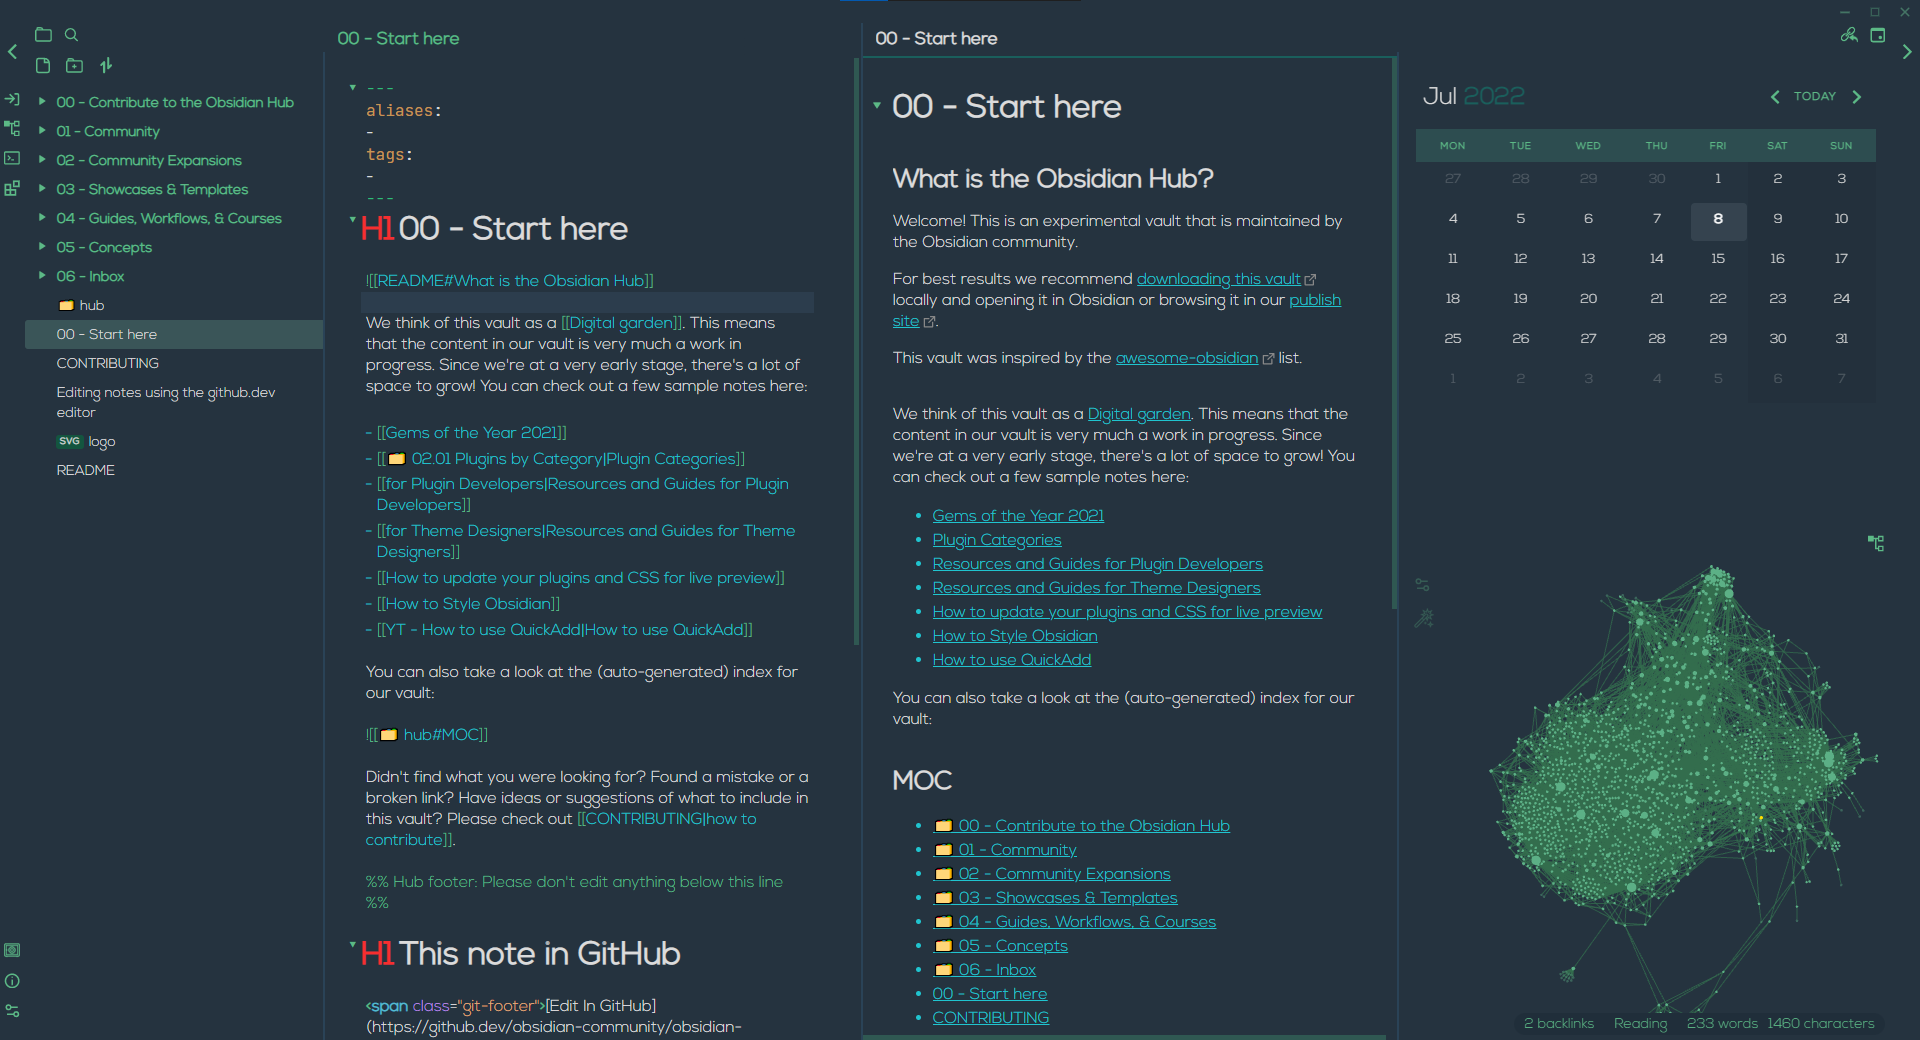 00 - Contribute to the Obsidian Hub
01 - Community
02 - Community Expansions
03 - Showcases & Templates
04 - Guides, Workflows, & Courses
05 - Concepts
06 - Inbox
hub
00 - Start here
CONTRIBUTING
Editing notes using the github.dev
editor
SVG logo
README
00 - Start here
---
aliases:
-
tags:
-
---
H1 00 - Start here
![[README#What is the Obsidian Hub]]
We think of this vault as a [[Digital garden]]. This means
that the content in our vault is very much a work in
progress. Since we're at a very early stage, there's a lot of
space to grow! You can check out a few sample notes here:
- [[Gems of the Year 2021]]
- [[🗂️ 02.01 Plugins by Category|Plugin Categories]]
- [[for Plugin Developers|Resources and Guides for Plugin
Developers]]
- [[for Theme Designers|Resources and Guides for Theme
Designers]]
- [[How to update your plugins and CSS for live preview]]
- [[How to Style Obsidian]]
- [[YT - How to use QuickAdd|How to use QuickAdd]]
You can also take a look at the (auto-generated) index for
our vault:
![[🗂️ hub#MOC]]
Didn't find what you were looking for? Found a mistake or a
broken link? Have ideas or suggestions of what to include in
this vault? Please check out [[CONTRIBUTING|how to
contribute]].
%% Hub footer: Please don't edit anything below this line
%%
H1 This note in GitHub
<span class="git-footer">[Edit In GitHub]
(https://github.dev/obsidian-community/obsidian-
00 - Start here
00 - Start here
What is the Obsidian Hub?
Welcome! This is an experimental vault that is maintained by
the Obsidian community.
For best results we recommend downloading this vault
locally and opening it in Obsidian or browsing it in our publish
site.
This vault was inspired by the awesome-obsidian list.
We think of this vault as a Digital garden. This means that the
content in our vault is very much a work in progress. Since
we're at a very early stage, there's a lot of space to grow! You
can check out a few sample notes here:
• Gems of the Year 2021
• Plugin Categories
• Resources and Guides for Plugin Developers
• Resources and Guides for Theme Designers
• How to update your plugins and CSS for live preview
• How to Style Obsidian
• How to use QuickAdd
You can also take a look at the (auto-generated) index for our
vault:
MOC
• 🗂️ 00 - Contribute to the Obsidian Hub
• 🗂️ 01 - Community
• 🗂️ 02 - Community Expansions
• 🗂️ 03 - Showcases & Templates
• 🗂️ 04 - Guides, Workflows, & Courses
• 🗂️ 05 - Concepts
• 🗂️ 06 - Inbox
• 00 - Start here
• CONTRIBUTING
Jul 2022
TODAY
MON TUE WED THU FRI SAT SUN
27 28 29 30 1 2 3
4 5 6 7 8 9 10
11 12 13 14 15 16 17
18 19 20 21 22 23 24
25 26 27 28 29 30 31
1 2 3 4 5 6 7
2 backlinks Reading 233 words 1460 characters